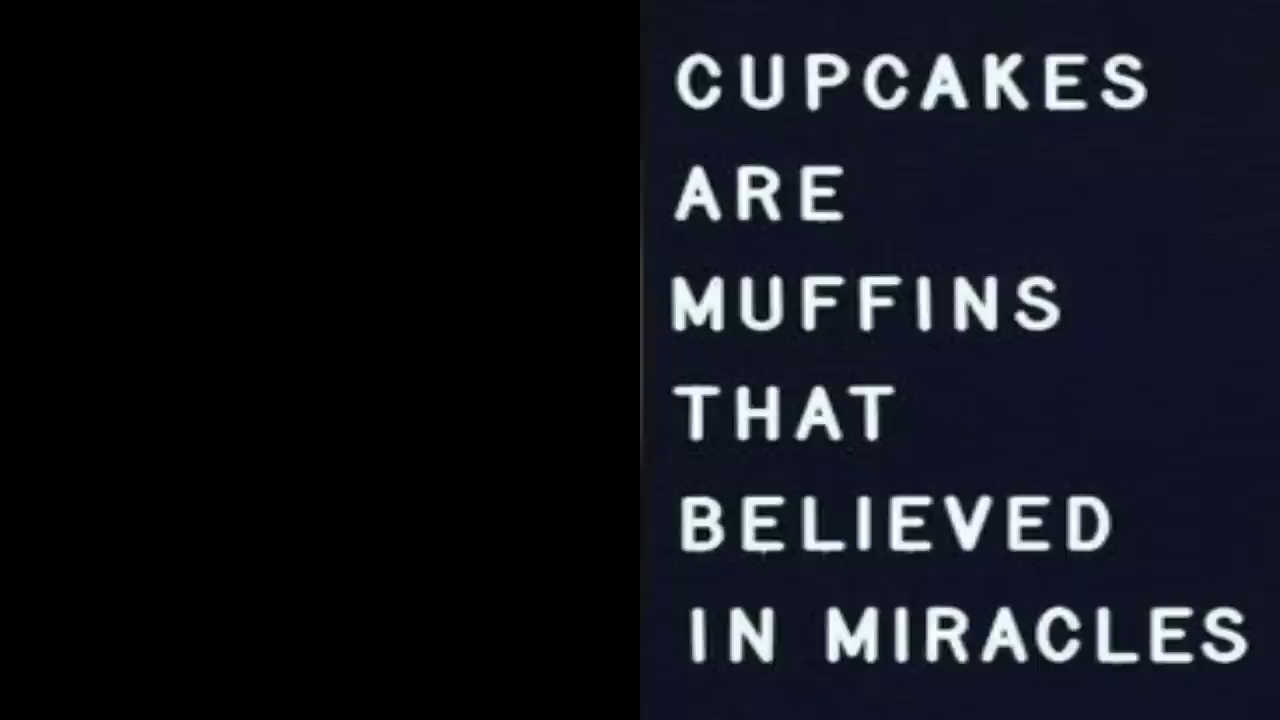 CUPCAKES
ARE
MUFFINS
THAT
BELIEVED
IN MIRACLES